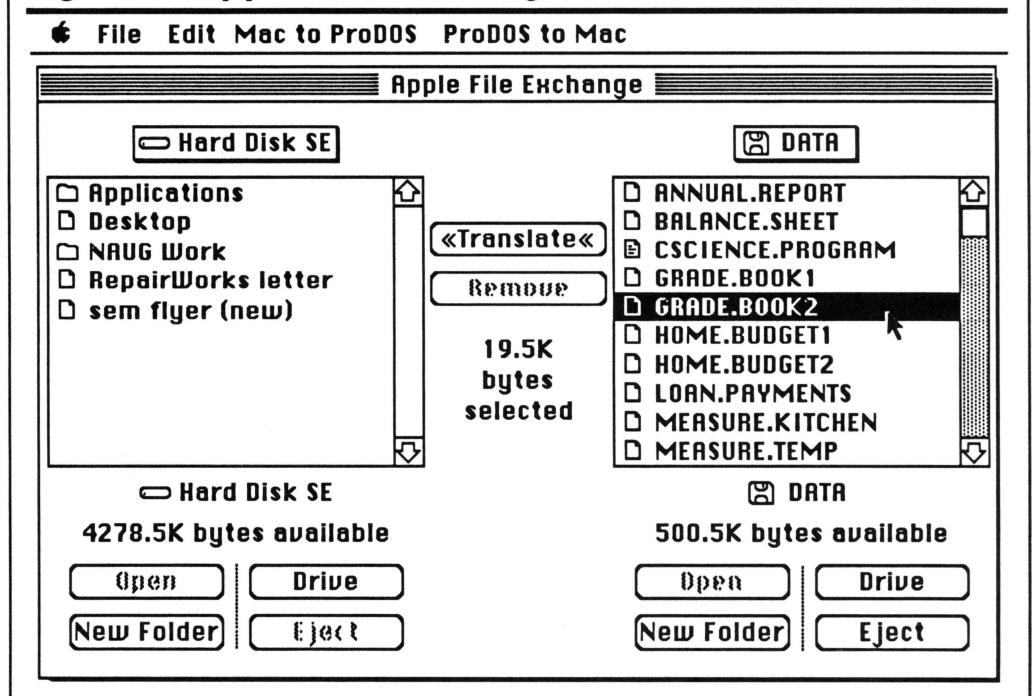 File Edit Mac to ProDOS ProDOS to Mac
Apple File Exchange
Hard Disk SE
Applications
Desktop
NAUG Work
RepairWorks letter
sem flyer (new)
Hard Disk SE
4278.5K bytes available
Open
Drive
New Folder
Eject
«Translate«
Remove
19.5K
bytes
selected
DATA
ANNUAL.REPORT
BALANCE.SHEET
CSCIENCE.PROGRAM
GRADE.BOOK1
GRADE.BOOK2
HOME.BUDGET1
HOME.BUDGET2
LOAN.PAYMENTS
MEASURE.KITCHEN
MEASURE.TEMP
DATA
500.5K bytes available
Open
Drive
New Folder
Eject